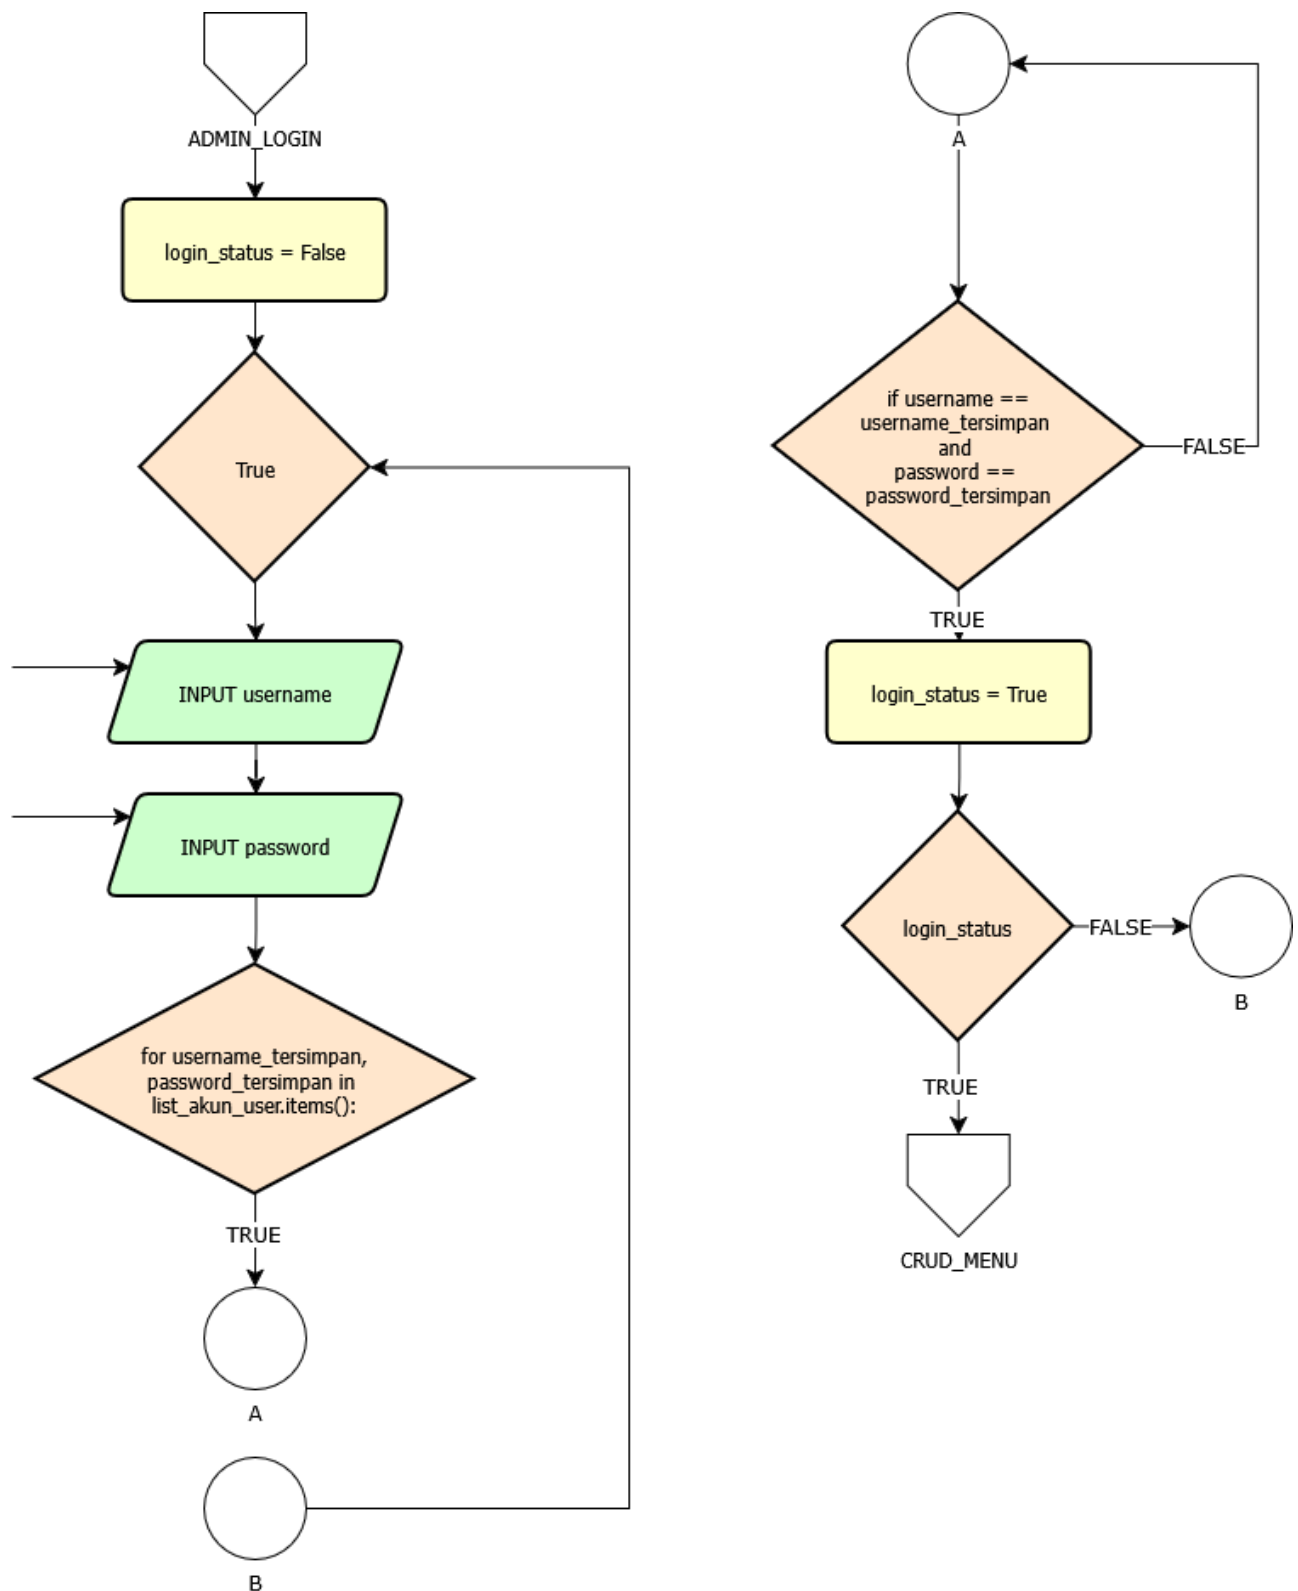 ADMIN_LOGIN
login_status = False
True
INPUT username
INPUT password
for username_tersimpan,
password_tersimpan in
list_akun_user.items():
TRUE
A
B
A
if username ==
username_tersimpan
and
password ==
password_tersimpan
FALSE
TRUE
login_status = True
login_status
FALSE
B
TRUE
CRUD_MENU